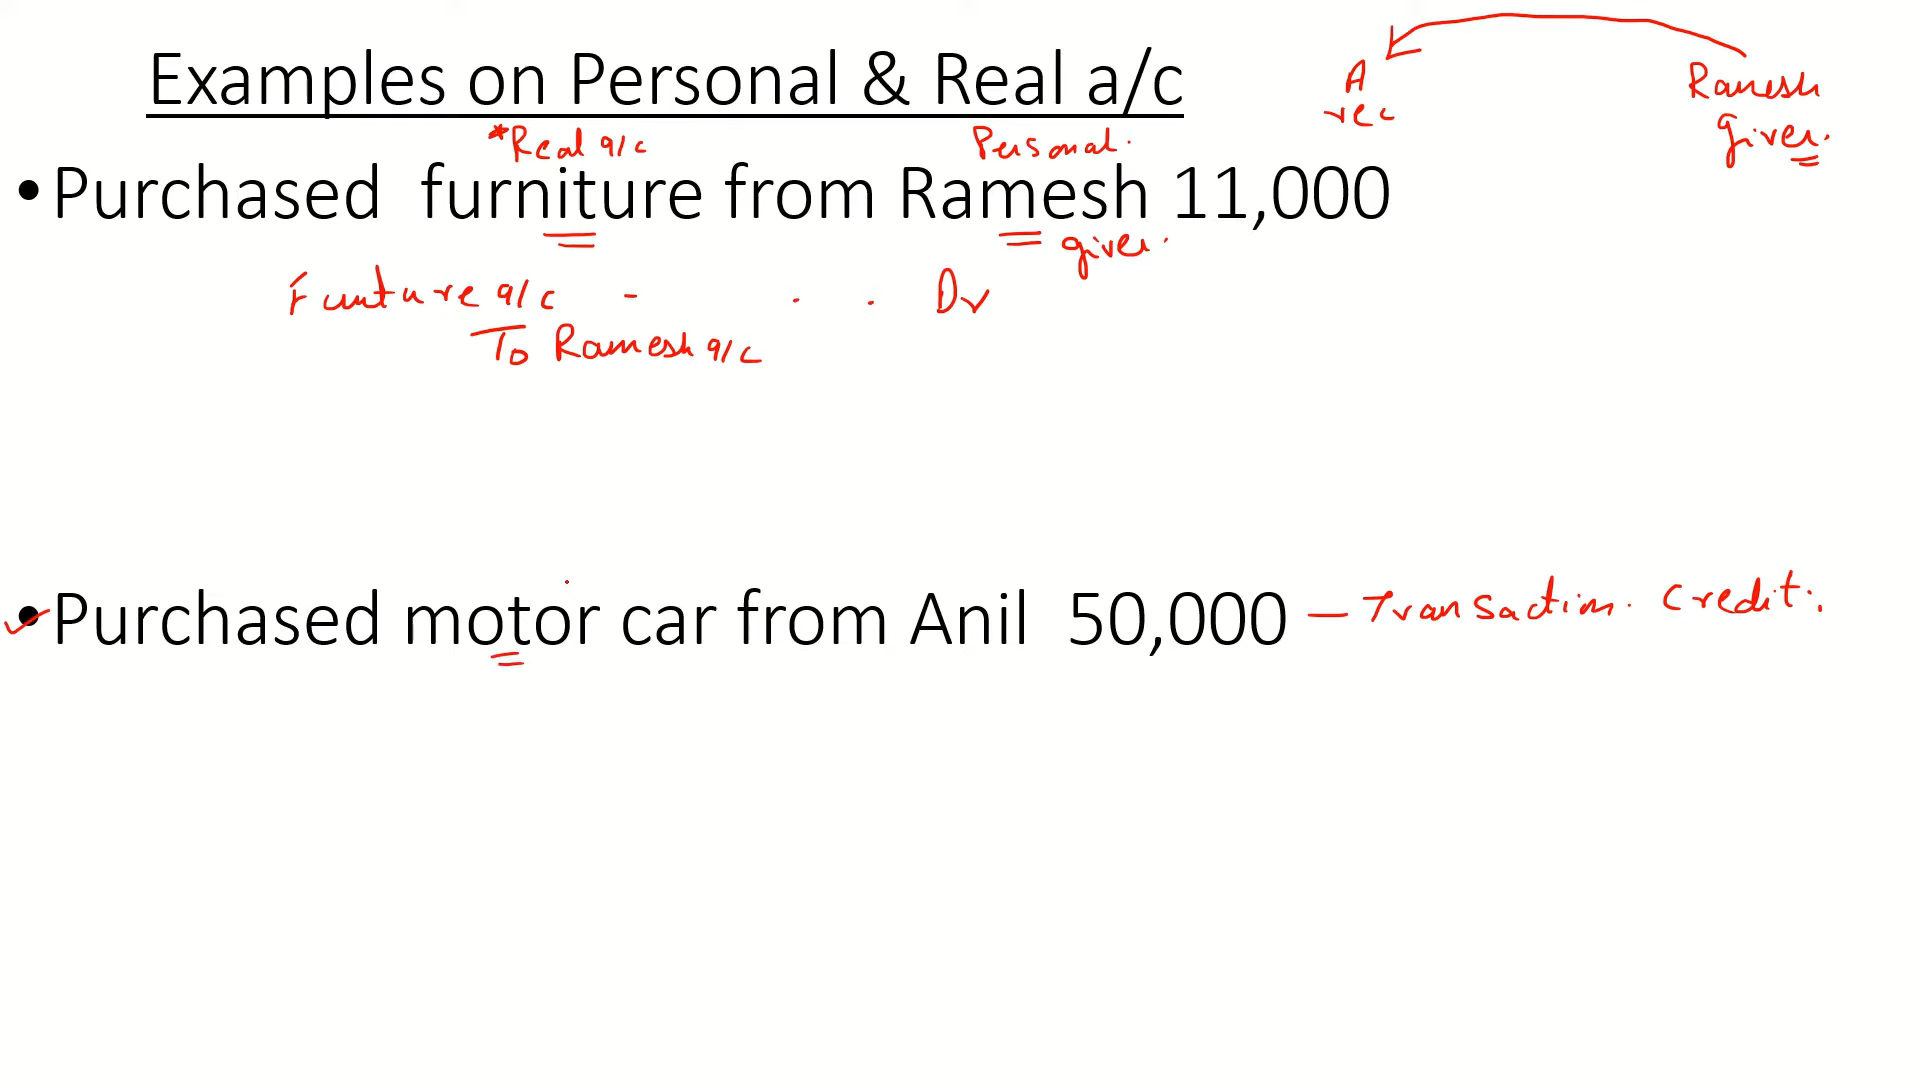 Examples on Personal & Real a/c
A
rec
Ramesh
giver.
*Real a/c
Personal.
•Purchased furniture from Ramesh 11,000
giver.
Funture a/c - . . Dr
To Ramesh a/c
•Purchased motor car from Anil 50,000 — Transaction. Credit.